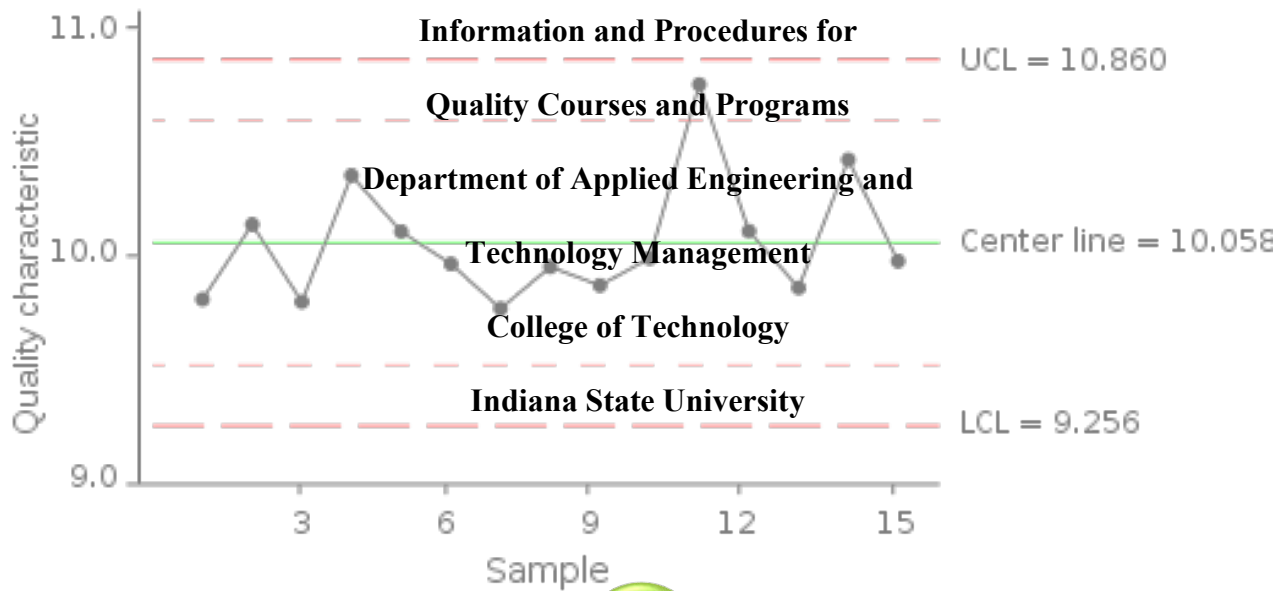 11.0
Information and Procedures for
UCL = 10.860
Quality Courses and Programs
Quality characteristic
Department of Applied Engineering and
10.0
Technology Management
Center line = 10.058
College of Technology
Indiana State University
LCL = 9.256
9.0
3 6 9 12 15
Sample